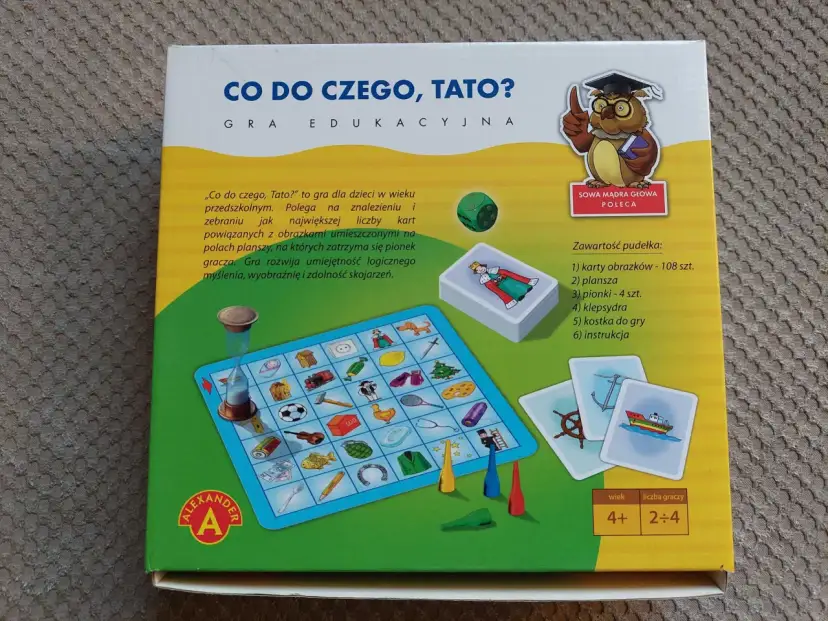 CO DO CZEGO, TATO?
GRA EDUKACYJNA
SOWA MĄDRA GŁOWA
POLECA
„Co do czego, Tato?” to gra dla dzieci w wieku
przedszkolnym. Polega na znalezieniu i
zebraniu jak największej liczby kart
powiązanych z obrazkami umieszczonymi na
polach planszy, na których zatrzyma się pionek
gracza. Gra rozwija umiejętność logicznego
myślenia, wyobraźnię i zdolność skojarzeń.
Zawartość pudełka:
1) karty obrazków - 108 szt.
2) plansza
3) pionki - 4 szt.
4) klepsydra
5) kostka do gry
6) instrukcja
ALEXANDER
A
wiek
liczba graczy
4+
2÷4